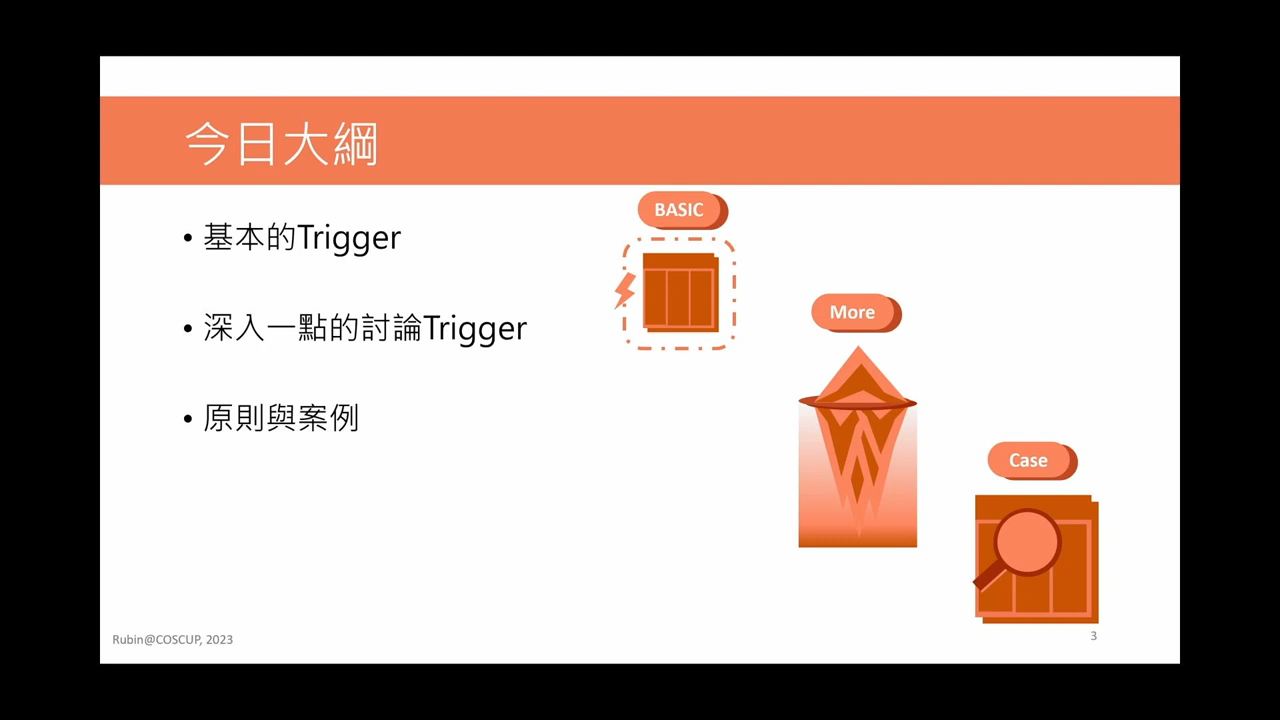 今日大綱
• 基本的Trigger
• 深入一點的討論Trigger
• 原則與案例
BASIC
More
Case
Rubin@COSCUP, 2023
3